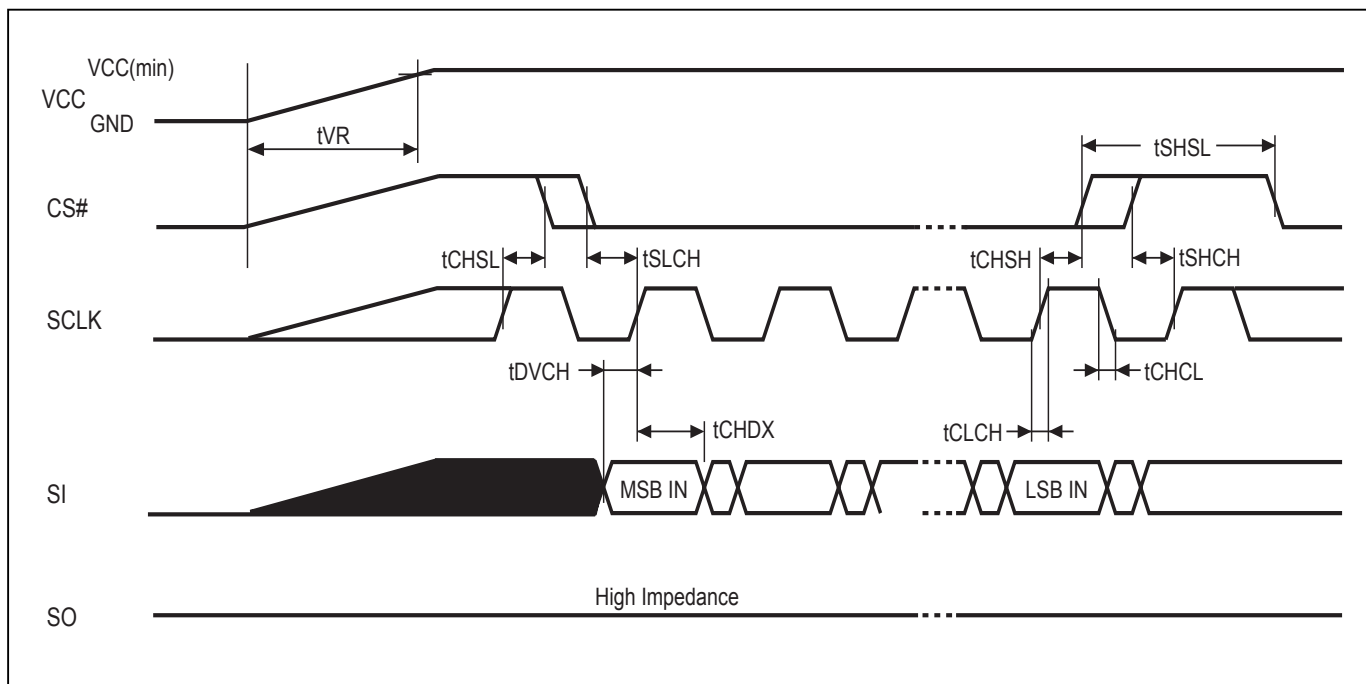 VCC(min)
VCC
GND
tVR
tSHSL
CS#
tCHSL
tSLCH
tCHSH
tSHCH
SCLK
tDVCH
tCHCL
tCHDX
tCLCH
SI
MSB IN
LSB IN
High Impedance
SO